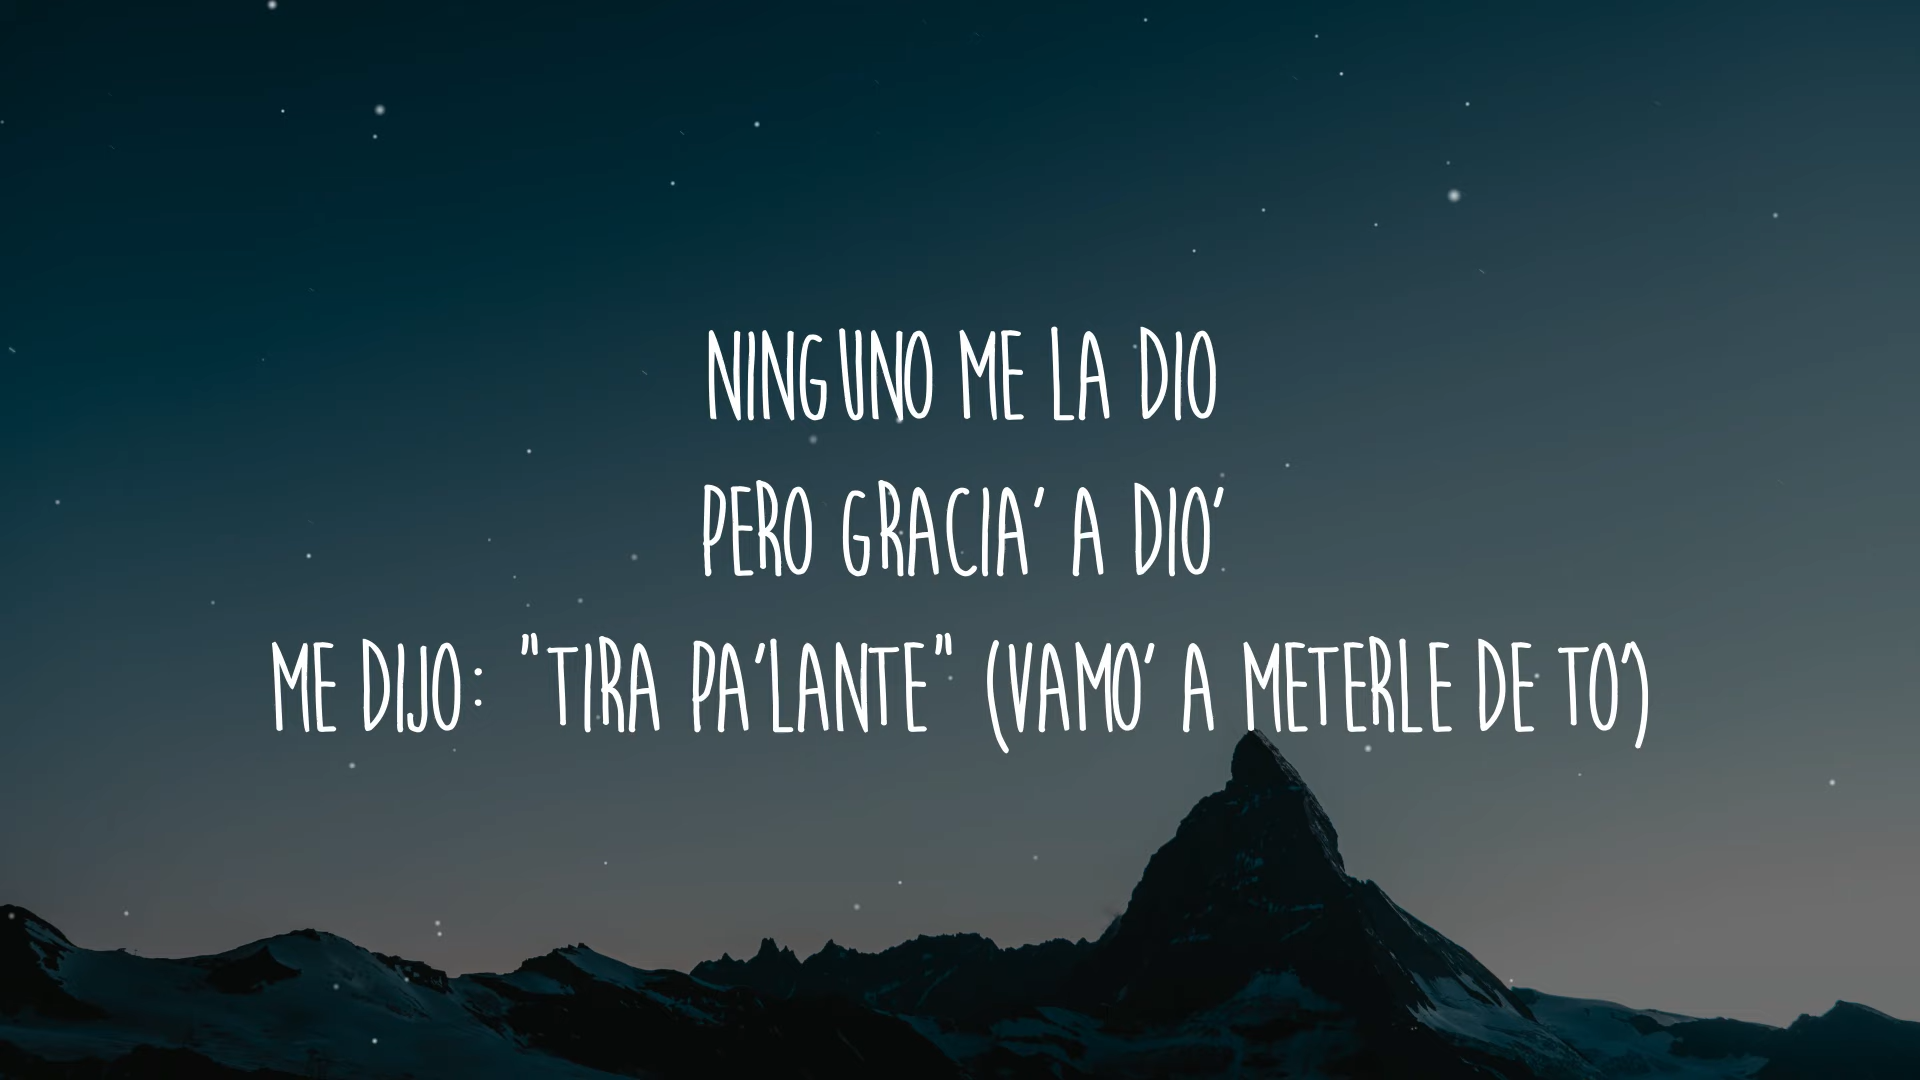 NINGUNO ME LA DIO
PERO GRACIA' A DIO'
ME DIJO: "TIRA PA'LANTE" (VAMO' A METERLE DE TO')